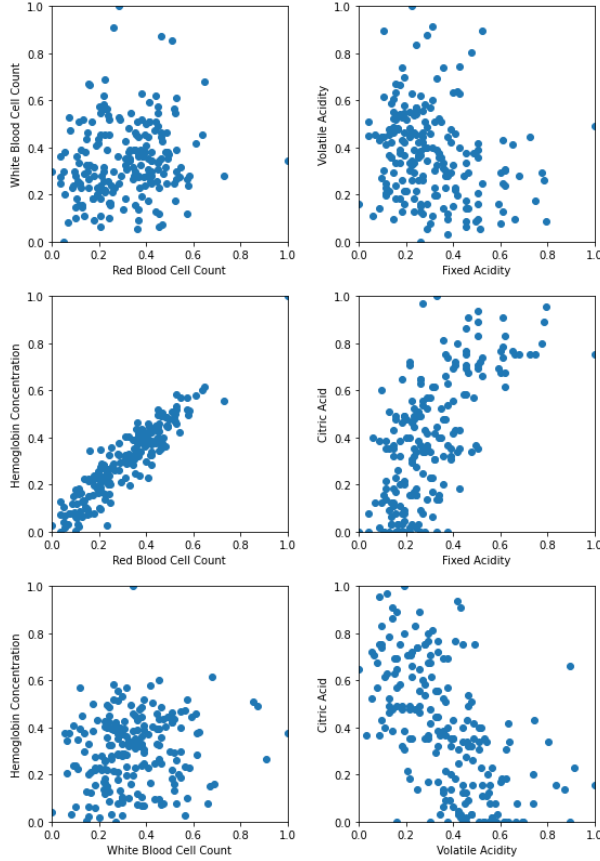 1.0
0.8
0.6
0.4
0.2
0.0
White Blood Cell Count
0.0 0.2 0.4 0.6 0.8 1.0
Red Blood Cell Count
1.0
0.8
0.6
0.4
0.2
0.0
Volatile Acidity
0.0 0.2 0.4 0.6 0.8 1.0
Fixed Acidity
1.0
0.8
0.6
0.4
0.2
0.0
Hemoglobin Concentration
0.0 0.2 0.4 0.6 0.8 1.0
Red Blood Cell Count
1.0
0.8
0.6
0.4
0.2
0.0
Citric Acid
0.0 0.2 0.4 0.6 0.8 1.0
Fixed Acidity
1.0
0.8
0.6
0.4
0.2
0.0
Hemoglobin Concentration
0.0 0.2 0.4 0.6 0.8 1.0
White Blood Cell Count
1.0
0.8
0.6
0.4
0.2
0.0
Citric Acid
0.0 0.2 0.4 0.6 0.8 1.0
Volatile Acidity